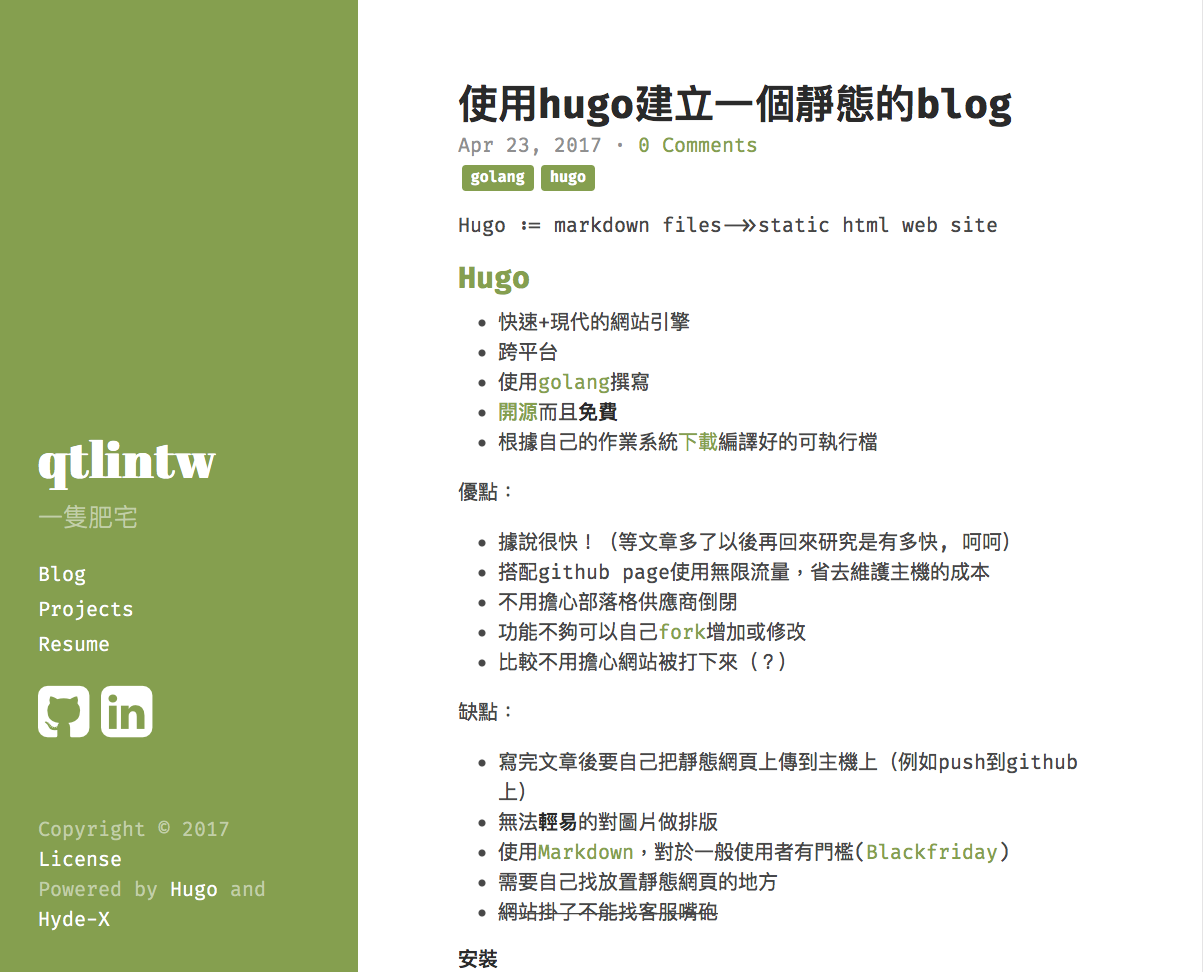 qtlintw
一隻肥宅
Blog
Projects
Resume
in
Copyright © 2017
License
Powered by Hugo and
Hyde-X
使用hugo建立一個靜態的blog
Apr 23, 2017 · 0 Comments
golang hugo
Hugo := markdown files->>static html web site
Hugo
• 快速+現代的網站引擎
• 跨平台
• 使用golang撰寫
• 開源而且免費
• 根據自己的作業系統下載編譯好的可執行檔
優點：
• 據說很快！（等文章多了以後再回來研究是有多快, 呵呵）
• 搭配github page使用無限流量，省去維護主機的成本
• 不用擔心部落格供應商倒閉
• 功能不夠可以自己fork增加或修改
• 比較不用擔心網站被打下來（？）
缺點：
• 寫完文章後要自己把靜態網頁上傳到主機上（例如push到github
上）
• 無法輕易的對圖片做排版
• 使用Markdown，對於一般使用者有門檻(Blackfriday)
• 需要自己找放置靜態網頁的地方
• 網站掛了不能找客服嘴砲
安裝